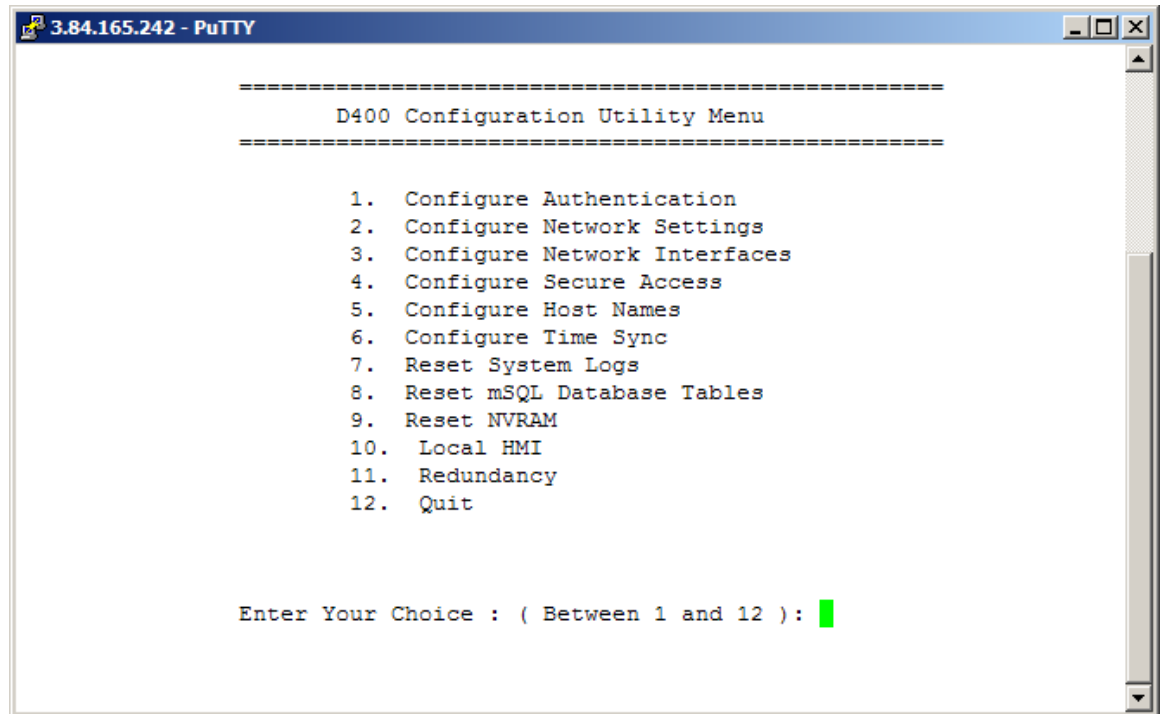 3.84.165.242 - PuTTY
===================================================
D400 Configuration Utility Menu
===================================================
1. Configure Authentication
2. Configure Network Settings
3. Configure Network Interfaces
4. Configure Secure Access
5. Configure Host Names
6. Configure Time Sync
7. Reset System Logs
8. Reset mSQL Database Tables
9. Reset NVRAM
10. Local HMI
11. Redundancy
12. Quit
Enter Your Choice : ( Between 1 and 12 ):